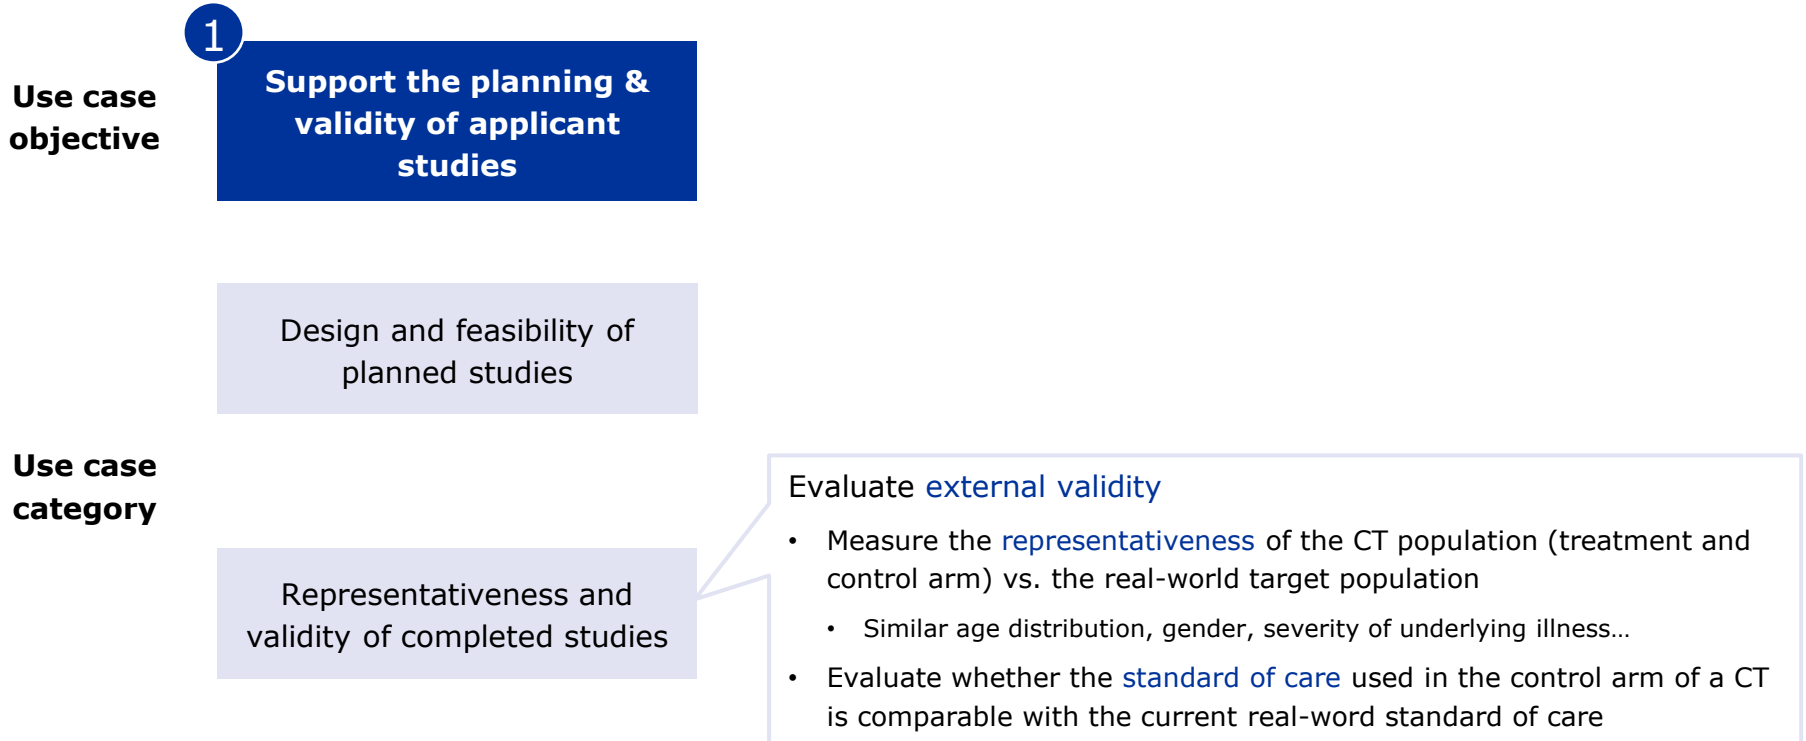 1
Use case
objective
Support the planning &
validity of applicant
studies
Design and feasibility of
planned studies
Use case
category
Representativeness and
validity of completed studies
Evaluate external validity
• Measure the representativeness of the CT population (treatment and
control arm) vs. the real-world target population
• Similar age distribution, gender, severity of underlying illness…
• Evaluate whether the standard of care used in the control arm of a CT
is comparable with the current real-word standard of care